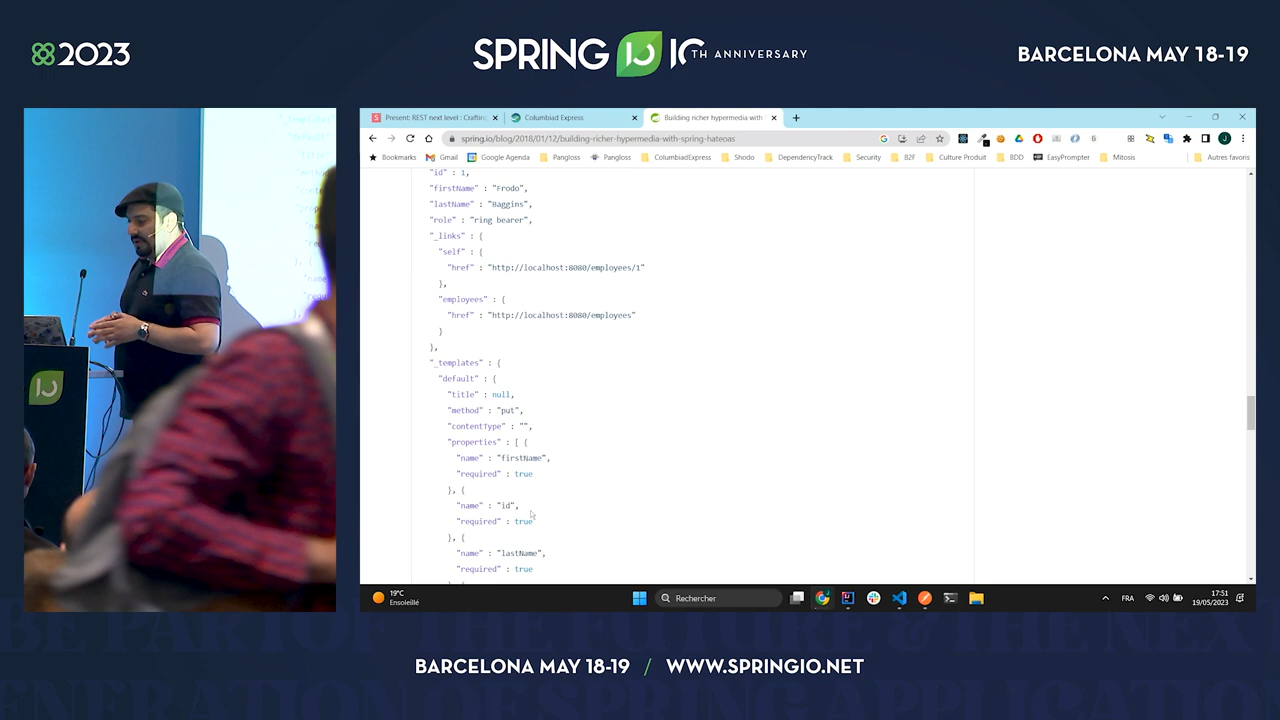 2023
SPRING IO 10TH ANNIVERSARY
BARCELONA MAY 18-19
Present: REST next level : Crafting
Columbiad Express
Building richer hypermedia with
spring.io/blog/2018/01/12/building-richer-hypermedia-with-spring-hateoas
Bookmarks
Gmail
Google Agenda
Pangloss
Pangloss
ColumbiadExpress
Shodo
DependencyTrack
Security
B2F
Culture Produit
BDD
EasyPrompter
Mitosis
Autres favoris
"id" : 1,
"firstName" : "Frodo",
"lastName" : "Baggins",
"role" : "ring bearer",
"_links" : {
"self" : {
"href" : "http://localhost:8080/employees/1"
},
"employees" : {
"href" : "http://localhost:8080/employees"
}
},
"_templates" : {
"default" : {
"title" : null,
"method" : "put",
"contentType" : "",
"properties" : [ {
"name" : "firstName",
"required" : true
}, {
"name" : "id",
"required" : true
}, {
"name" : "lastName",
"required" : true
19°C
Ensoleillé
Rechercher
FRA
17:51
19/05/2023
BARCELONA MAY 18-19 / WWW.SPRINGIO.NET